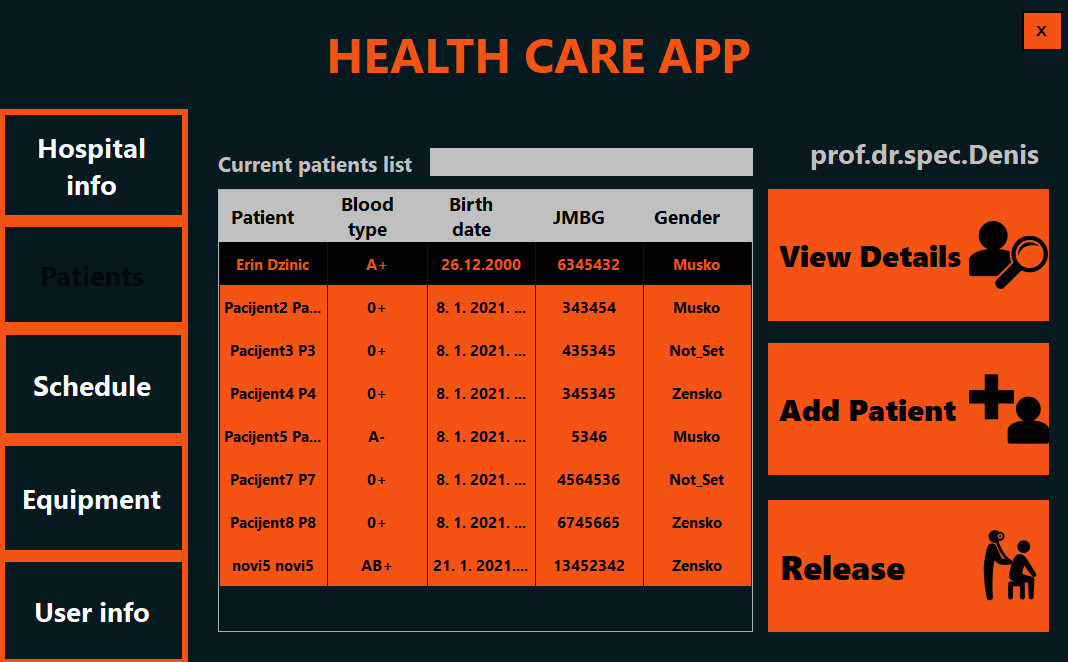 HEALTH CARE APP
X
Hospital
info
Patients
Schedule
Equipment
User info
Current patients list
prof.dr.spec.Denis
Patient Blood type Birth date JMBG Gender
Erin Dzinic A+ 26.12.2000 6345432 Musko
Pacijent2 Pa... 0+ 8. 1. 2021. ... 343454 Musko
Pacijent3 P3 0+ 8. 1. 2021. ... 435345 Not_Set
Pacijent4 P4 0+ 8. 1. 2021. ... 345345 Zensko
Pacijent5 Pa... A- 8. 1. 2021. ... 5346 Musko
Pacijent7 P7 0+ 8. 1. 2021. ... 4564536 Not_Set
Pacijent8 P8 0+ 8. 1. 2021. ... 6745665 Zensko
novi5 novi5 AB+ 21. 1. 2021.... 13452342 Zensko
View Details
Add Patient
Release